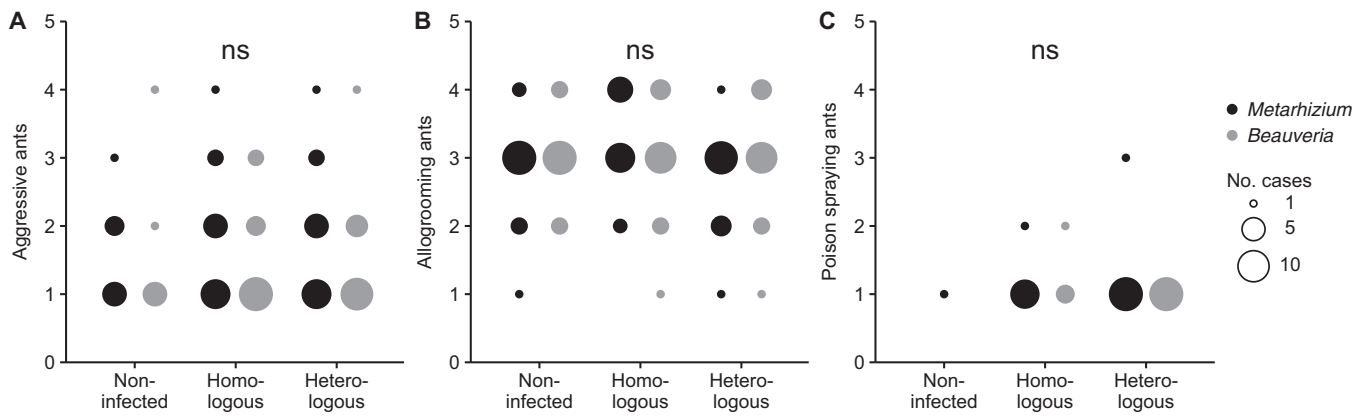 A
ns
Aggressive ants
5
4
3
2
1
0
Non-
infected
Homo-
logous
Hetero-
logous
B
ns
Allogrooming ants
5
4
3
2
1
0
Non-
infected
Homo-
logous
Hetero-
logous
C
ns
Poison spraying ants
5
4
3
2
1
0
Non-
infected
Homo-
logous
Hetero-
logous
Metarhizium
Beauveria
No. cases
1
5
10